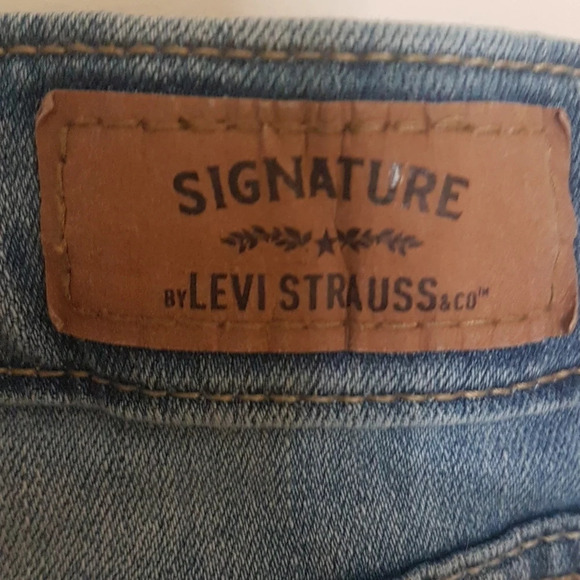 SIGNATURE
BY LEVI STRAUSS & CO™